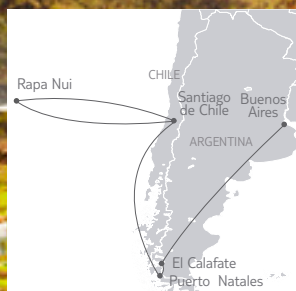 Rapa Nui
CHILE
Santiago
de Chile
Buenos
Aires
ARGENTINA
El Calafate
Puerto Natales